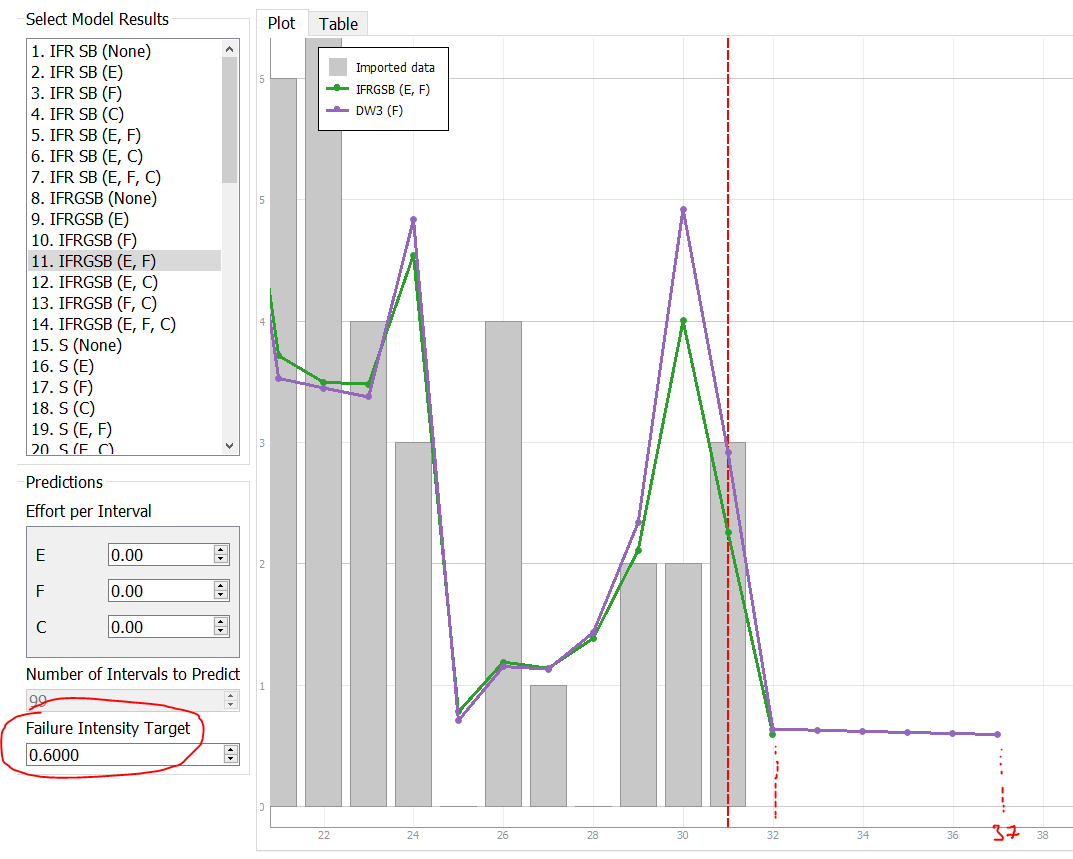 Select Model Results
1. IFR SB (None)
2. IFR SB (E)
3. IFR SB (F)
4. IFR SB (C)
5. IFR SB (E, F)
6. IFR SB (E, C)
7. IFR SB (E, F, C)
8. IFRGSB (None)
9. IFRGSB (E)
10. IFRGSB (F)
11. IFRGSB (E, F)
12. IFRGSB (E, C)
13. IFRGSB (F, C)
14. IFRGSB (E, F, C)
15. S (None)
16. S (E)
17. S (F)
18. S (C)
19. S (E, F)
20. S (E, C)
Predictions
Effort per Interval
E 0.00
F 0.00
C 0.00
Number of Intervals to Predict
99
Failure Intensity Target
0.6000
Plot Table
Imported data
IFRGSB (E, F)
DW3 (F)
6
5
4
3
2
1
0
22 24 26 28 30 32 34 36 38
37